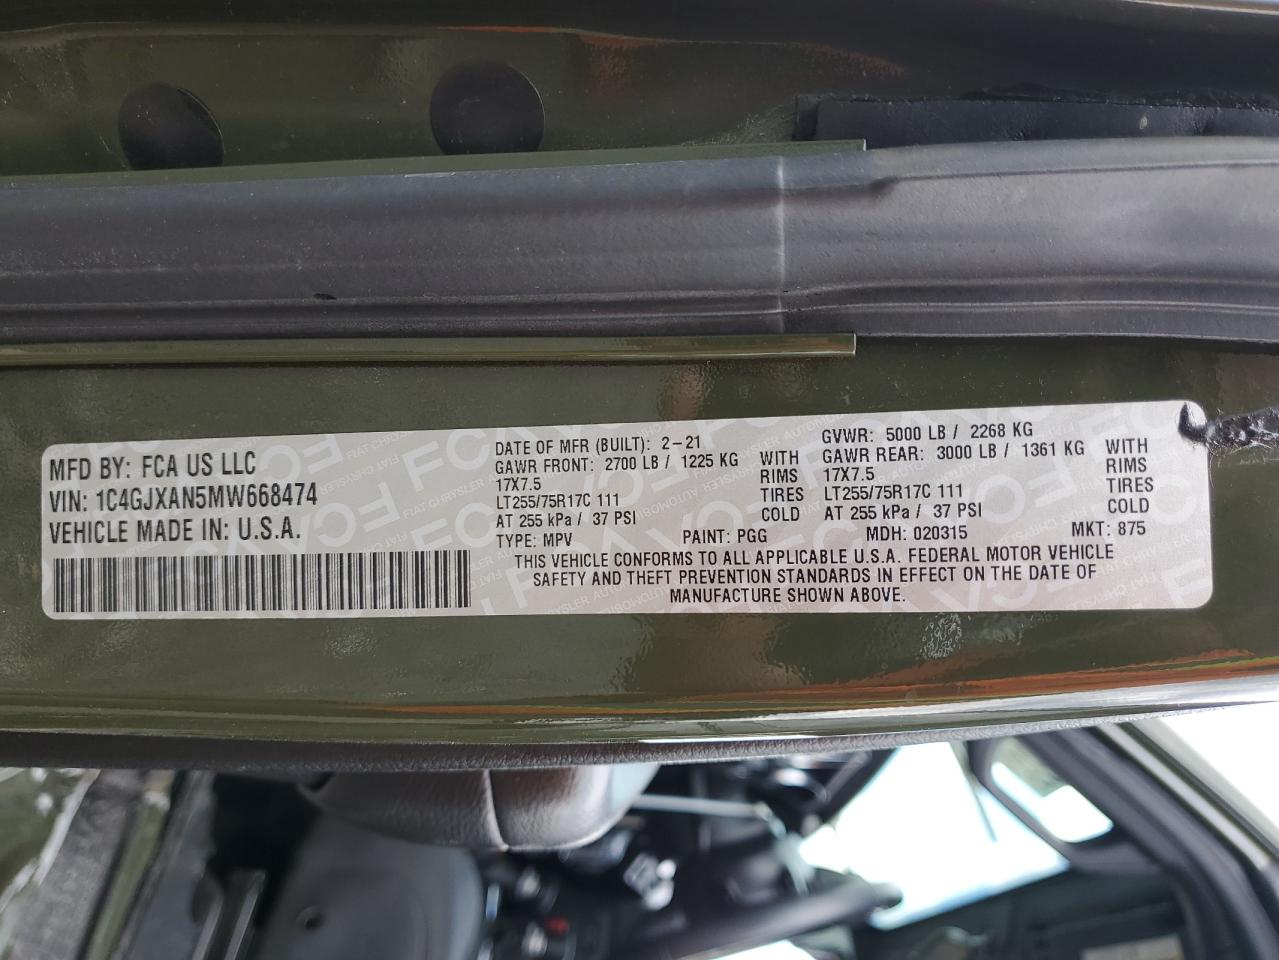 MFD BY: FCA US LLC
VIN: 1C4GJXAN5MW668474
VEHICLE MADE IN: U.S.A.
DATE OF MFR (BUILT): 2-21 GVWR: 5000 LB / 2268 KG
GAWR FRONT: 2700 LB / 1225 KG WITH GAWR REAR: 3000 LB / 1361 KG WITH
17X7.5 RIMS 17X7.5 RIMS
LT255/75R17C 111 TIRES LT255/75R17C 111 TIRES
AT 255 kPa / 37 PSI COLD AT 255 kPa / 37 PSI COLD
TYPE: MPV PAINT: PGG MDH: 020315 MKT: 875
THIS VEHICLE CONFORMS TO ALL APPLICABLE U.S.A. FEDERAL MOTOR VEHICLE
SAFETY AND THEFT PREVENTION STANDARDS IN EFFECT ON THE DATE OF
MANUFACTURE SHOWN ABOVE.